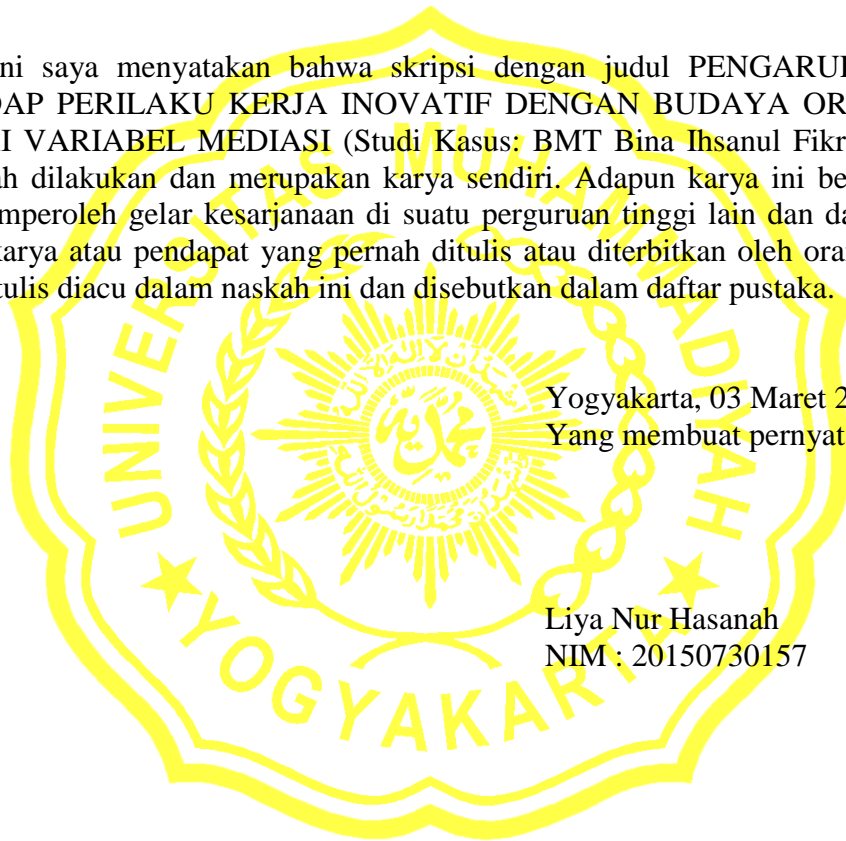 ni saya menyatakan bahwa skripsi dengan judul PENGARU
DAP PERILAKU KERJA INOVATIF DENGAN BUDAYA OR
I VARIABEL MEDIASI (Studi Kasus: BMT Bina Ihsanul Fikr
ah dilakukan dan merupakan karya sendiri. Adapun karya ini be
mperoleh gelar kesarjanaan di suatu perguruan tinggi lain dan da
karya atau pendapat yang pernah ditulis atau diterbitkan oleh ora
tulis diacu dalam naskah ini dan disebutkan dalam daftar pustaka.
Yogyakarta, 03 Maret 2
Yang membuat pernyat
Liya Nur Hasanah
NIM : 20150730157
UNIVERSITAS MUHAMMADIYAH
YOGYAKARTA